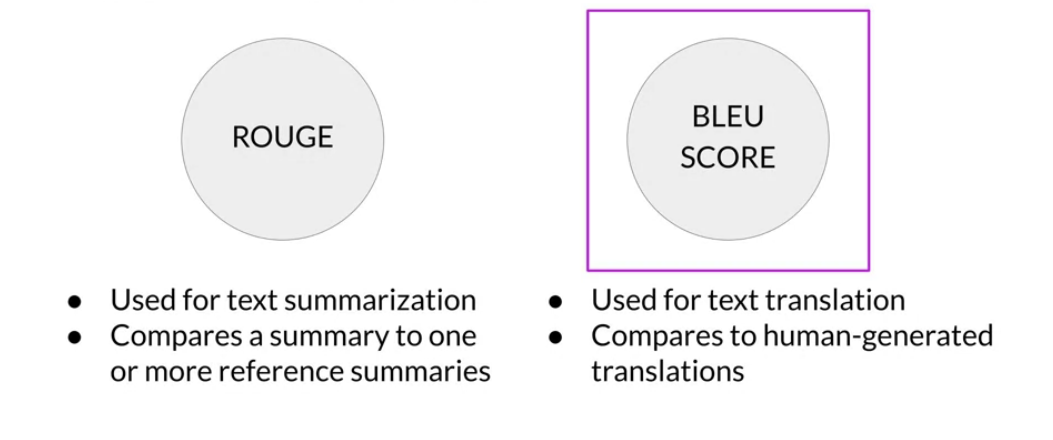 ROUGE
● Used for text summarization
● Compares a summary to one
or more reference summaries
BLEU
SCORE
● Used for text translation
● Compares to human-generated
translations